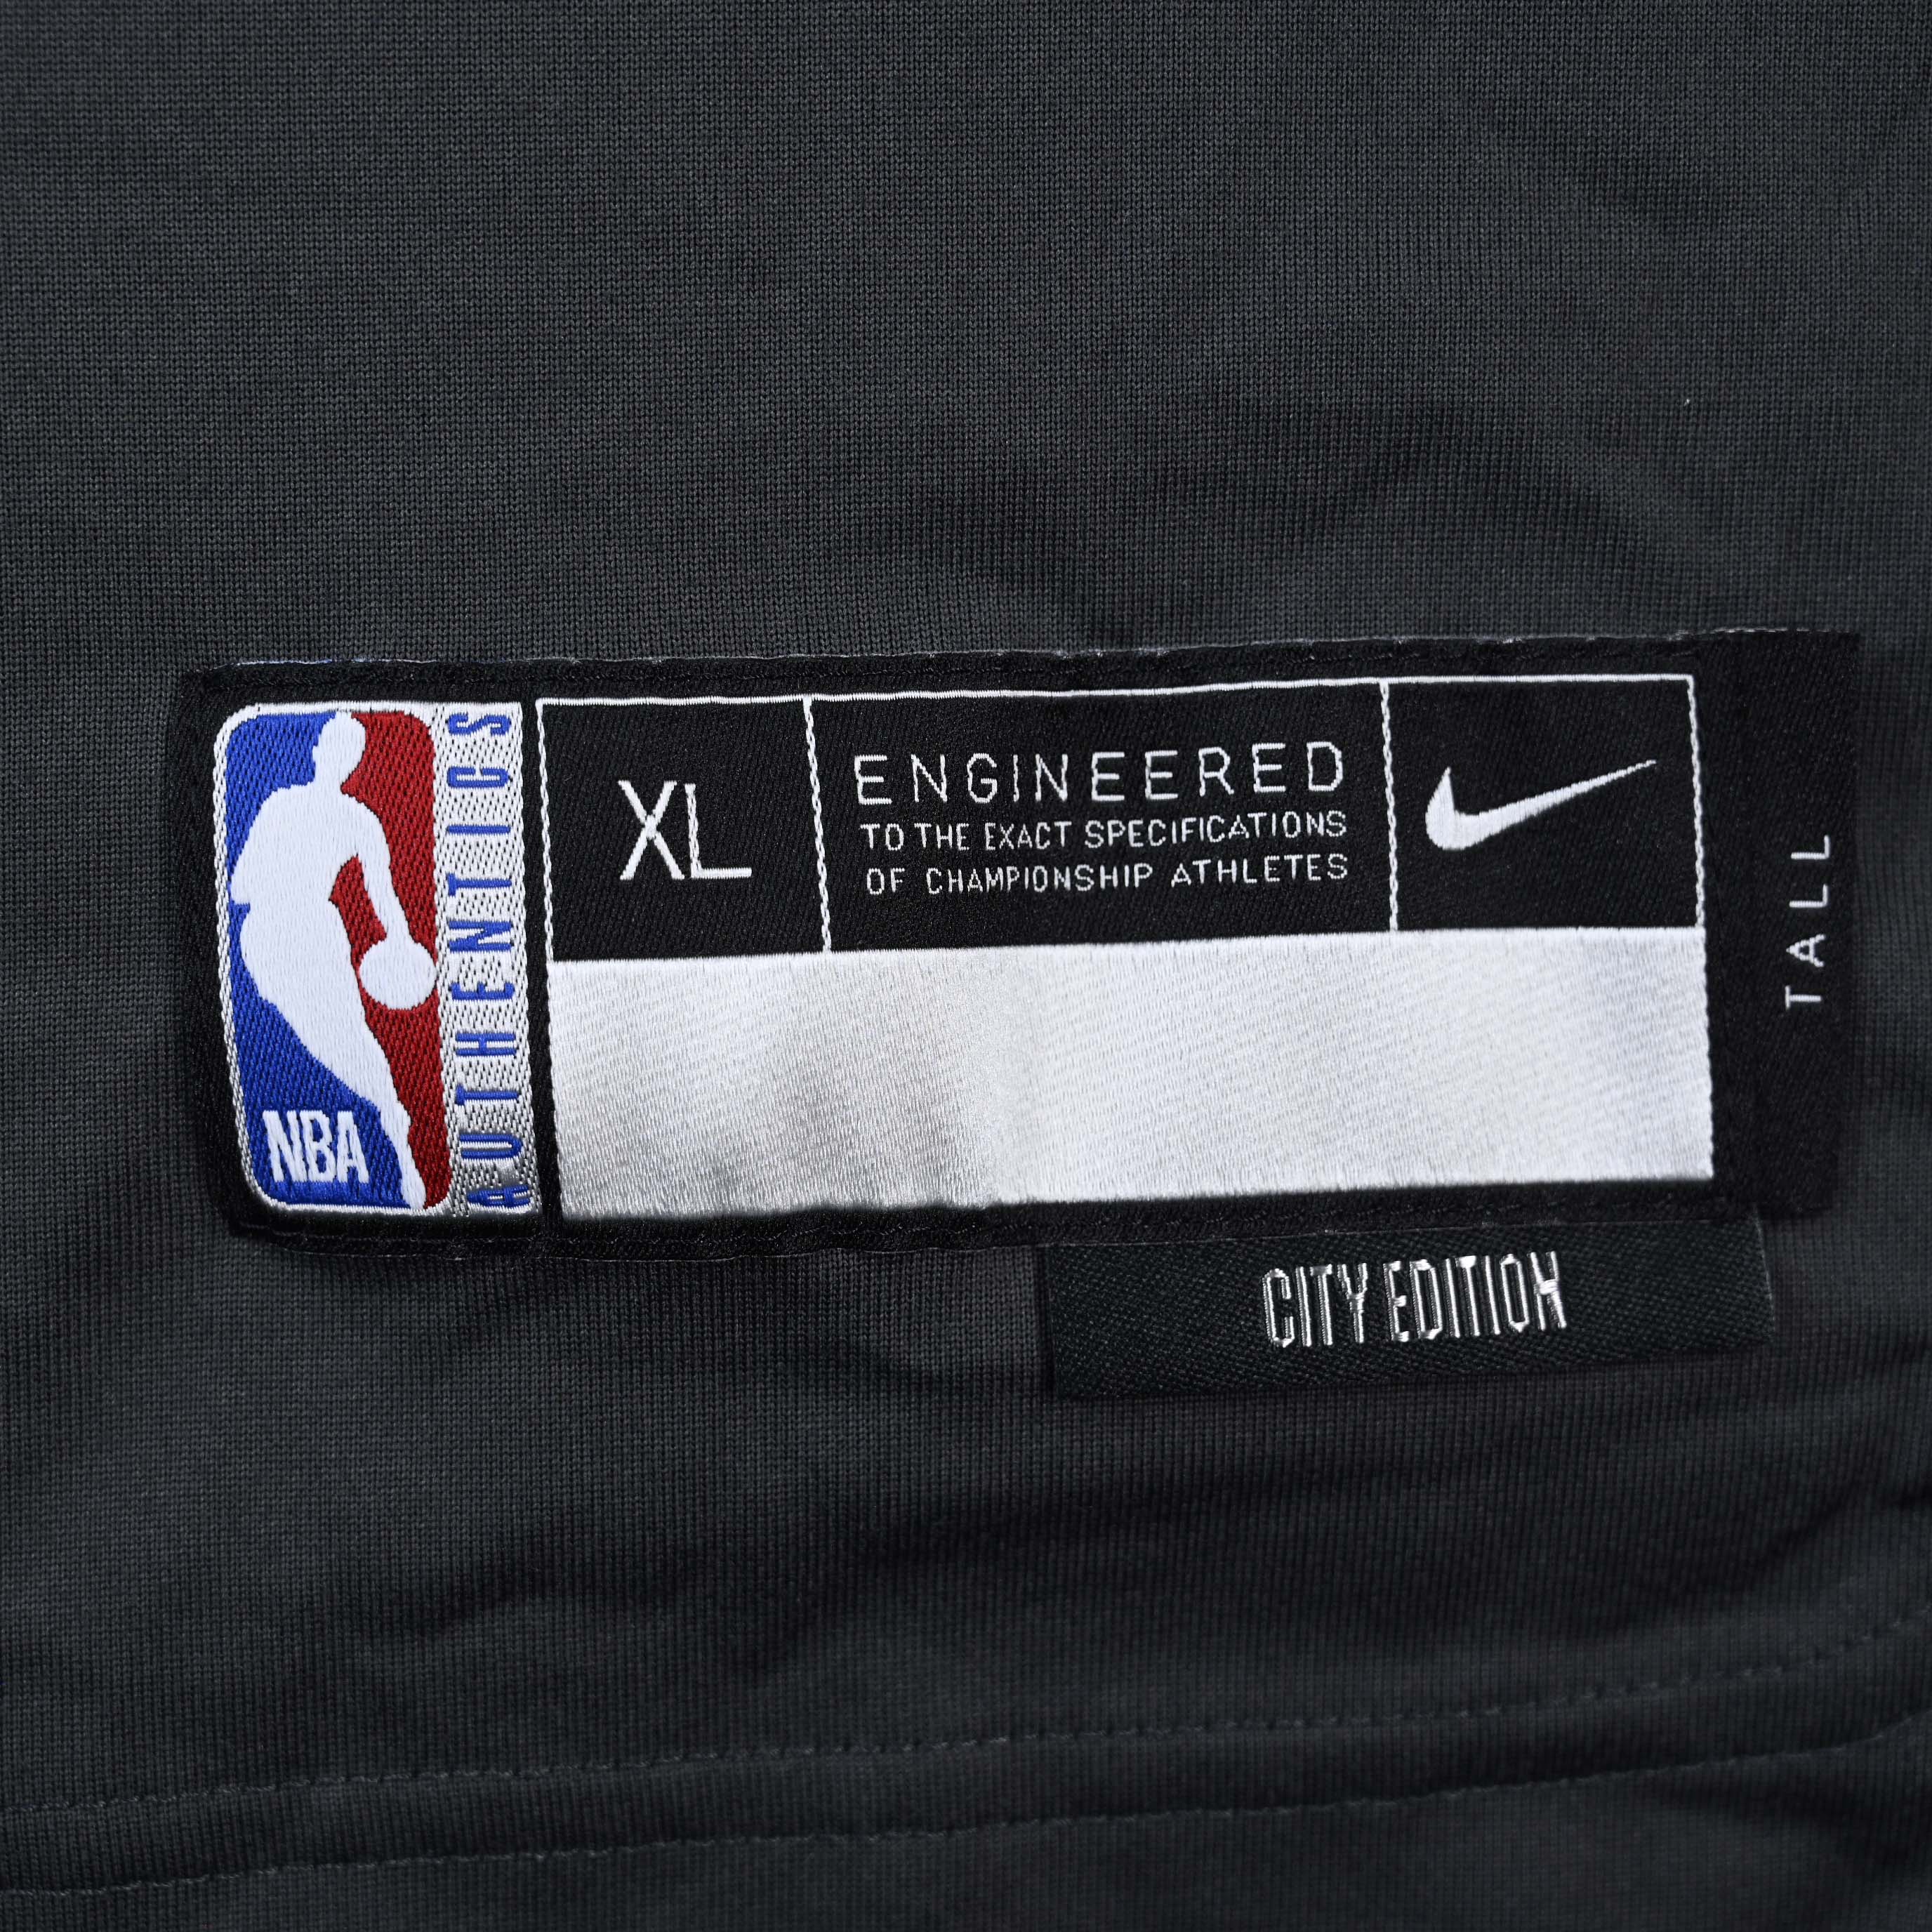 NBA
AUTHENTICS
XL
ENGINEERED
TO THE EXACT SPECIFICATIONS
OF CHAMPIONSHIP ATHLETES
TALL
CITY EDITION